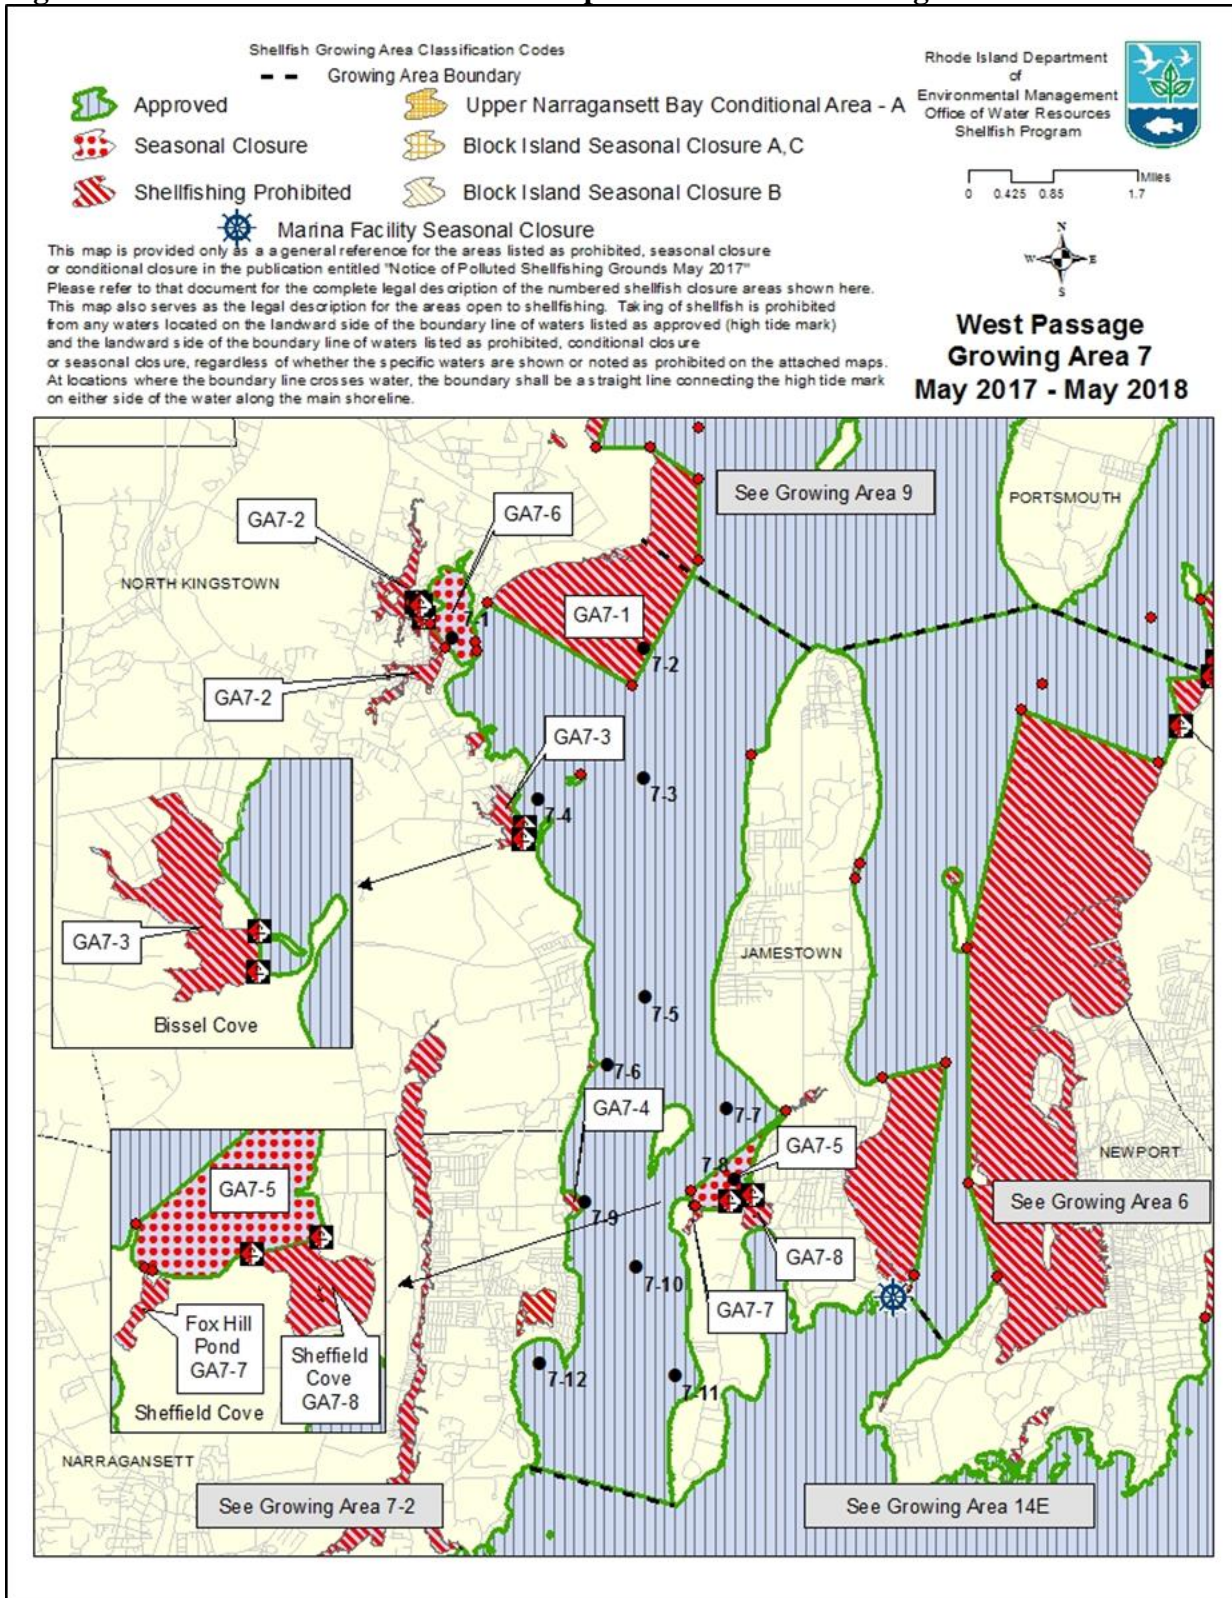 Shellfish Growing Area Classification Codes
Growing Area Boundary
Approved
Upper Narragansett Bay Conditional Area - A
Seasonal Closure
Block Island Seasonal Closure A,C
Shellfishing Prohibited
Block Island Seasonal Closure B
Marina Facility Seasonal Closure
Rhode Island Department
of
Environmental Management
Office of Water Resources
Shellfish Program
Miles
0 0.425 0.85 1.7
N
W E
S
This map is provided only as a a general reference for the areas listed as prohibited, seasonal closure
or conditional closure in the publication entitled "Notice of Polluted Shellfishing Grounds May 2017"
Please refer to that document for the complete legal description of the numbered shellfish closure areas shown here.
This map also serves as the legal description for the areas open to shellfishing. Taking of shellfish is prohibited
from any waters located on the landward side of the boundary line of waters listed as approved (high tide mark)
and the landward side of the boundary line of waters listed as prohibited, conditional closure
or seasonal closure, regardless of whether the specific waters are shown or noted as prohibited on the attached maps.
At locations where the boundary line crosses water, the boundary shall be a straight line connecting the high tide mark
on either side of the water along the main shoreline.
West Passage
Growing Area 7
May 2017 - May 2018
See Growing Area 9
PORTSMOUTH
GA7-2
GA7-6
NORTH KINGSTOWN
7-1
GA7-1
7-2
GA7-2
GA7-3
7-3
7-4
GA7-3
Bissel Cove
JAMESTOWN
7-5
7-6
GA7-4
7-7
GA7-5
7-8
NEWPORT
GA7-5
See Growing Area 6
7-9
GA7-8
7-10
GA7-7
Fox Hill
Pond
GA7-7
Sheffield
Cove
GA7-8
Sheffield Cove
7-12
7-11
NARRAGANSETT
See Growing Area 7-2
See Growing Area 14E